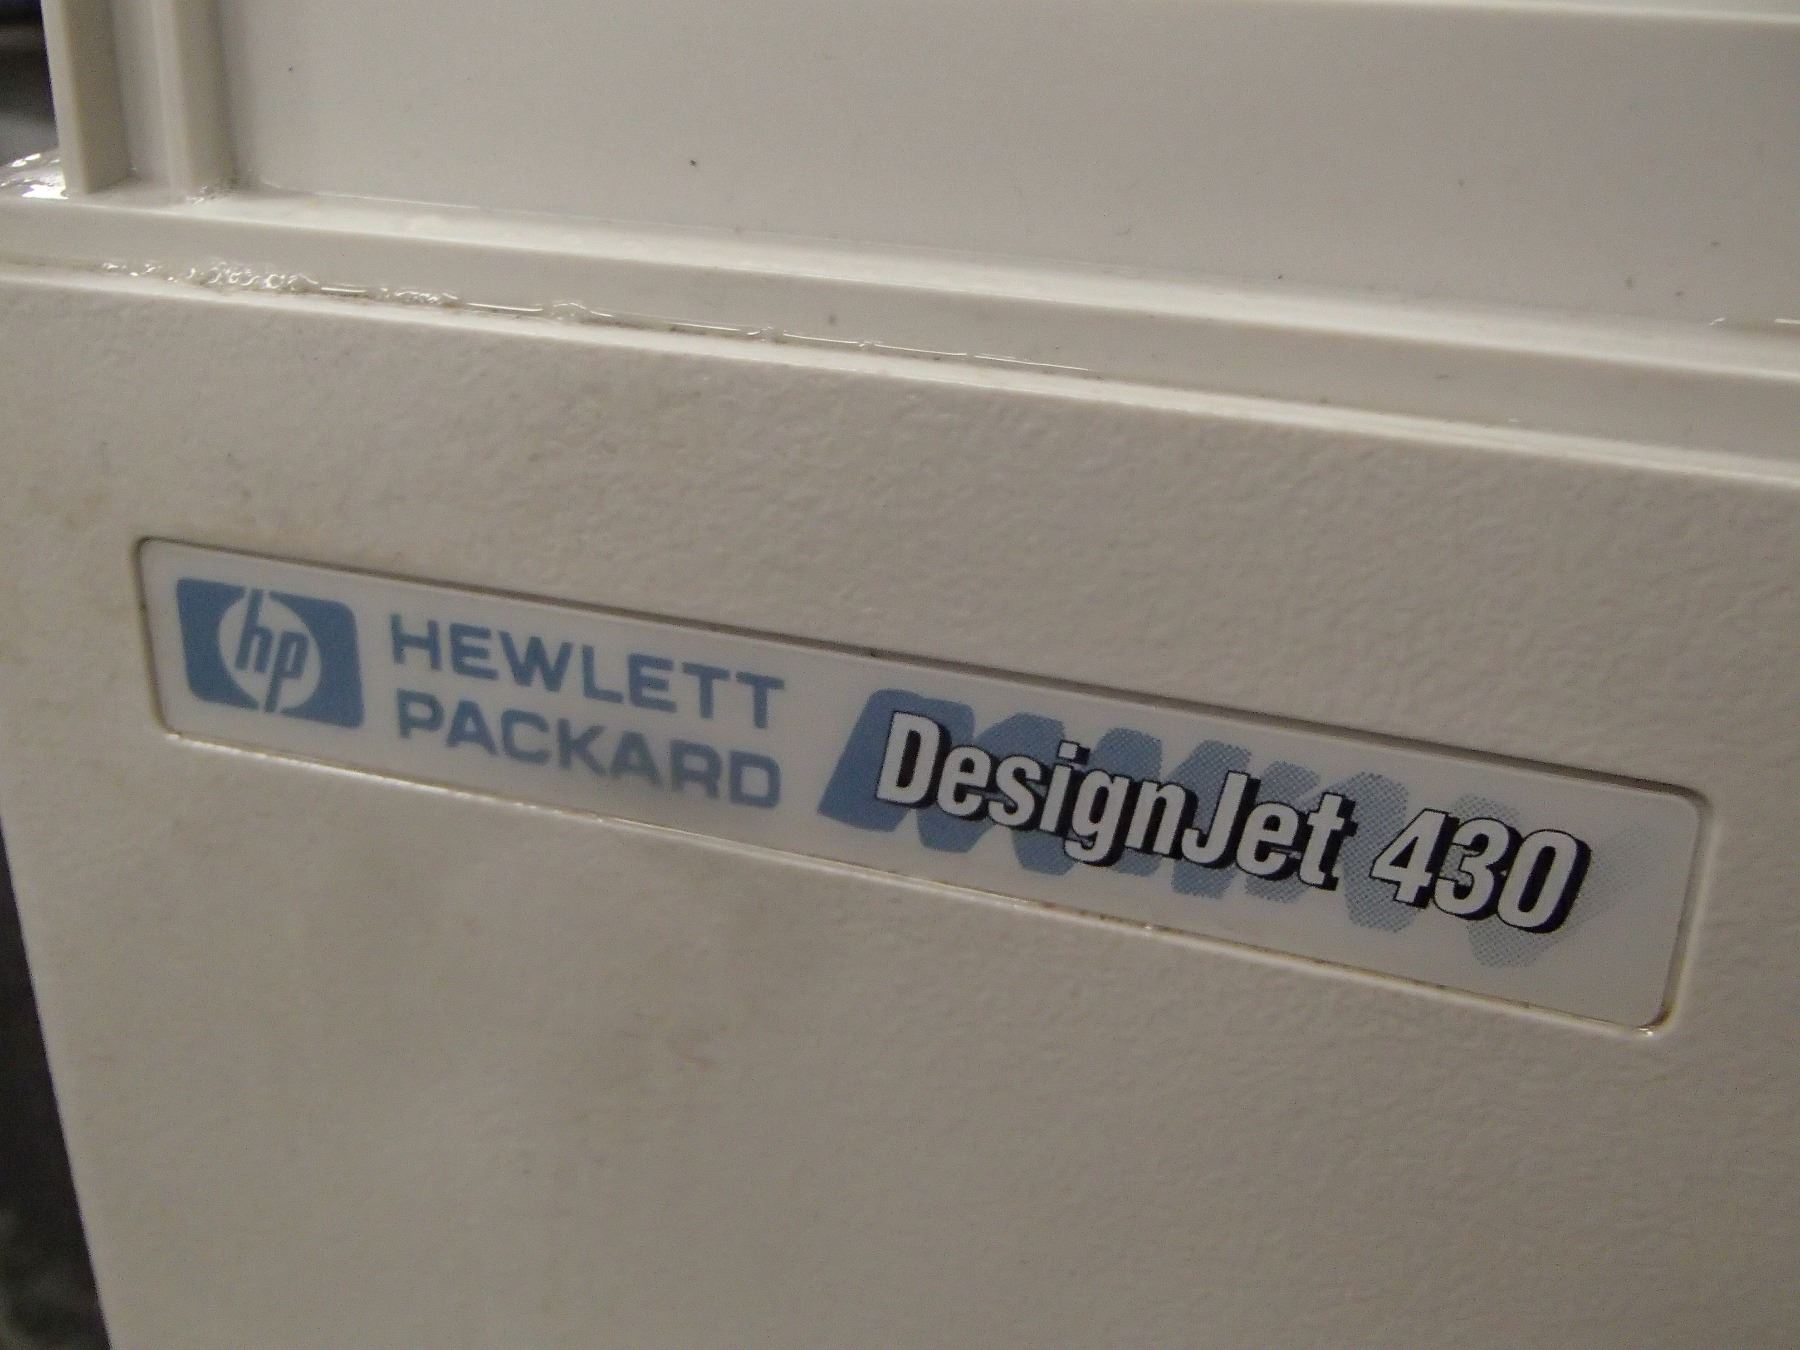 hp
HEWLETT
PACKARD
DesignJet 430